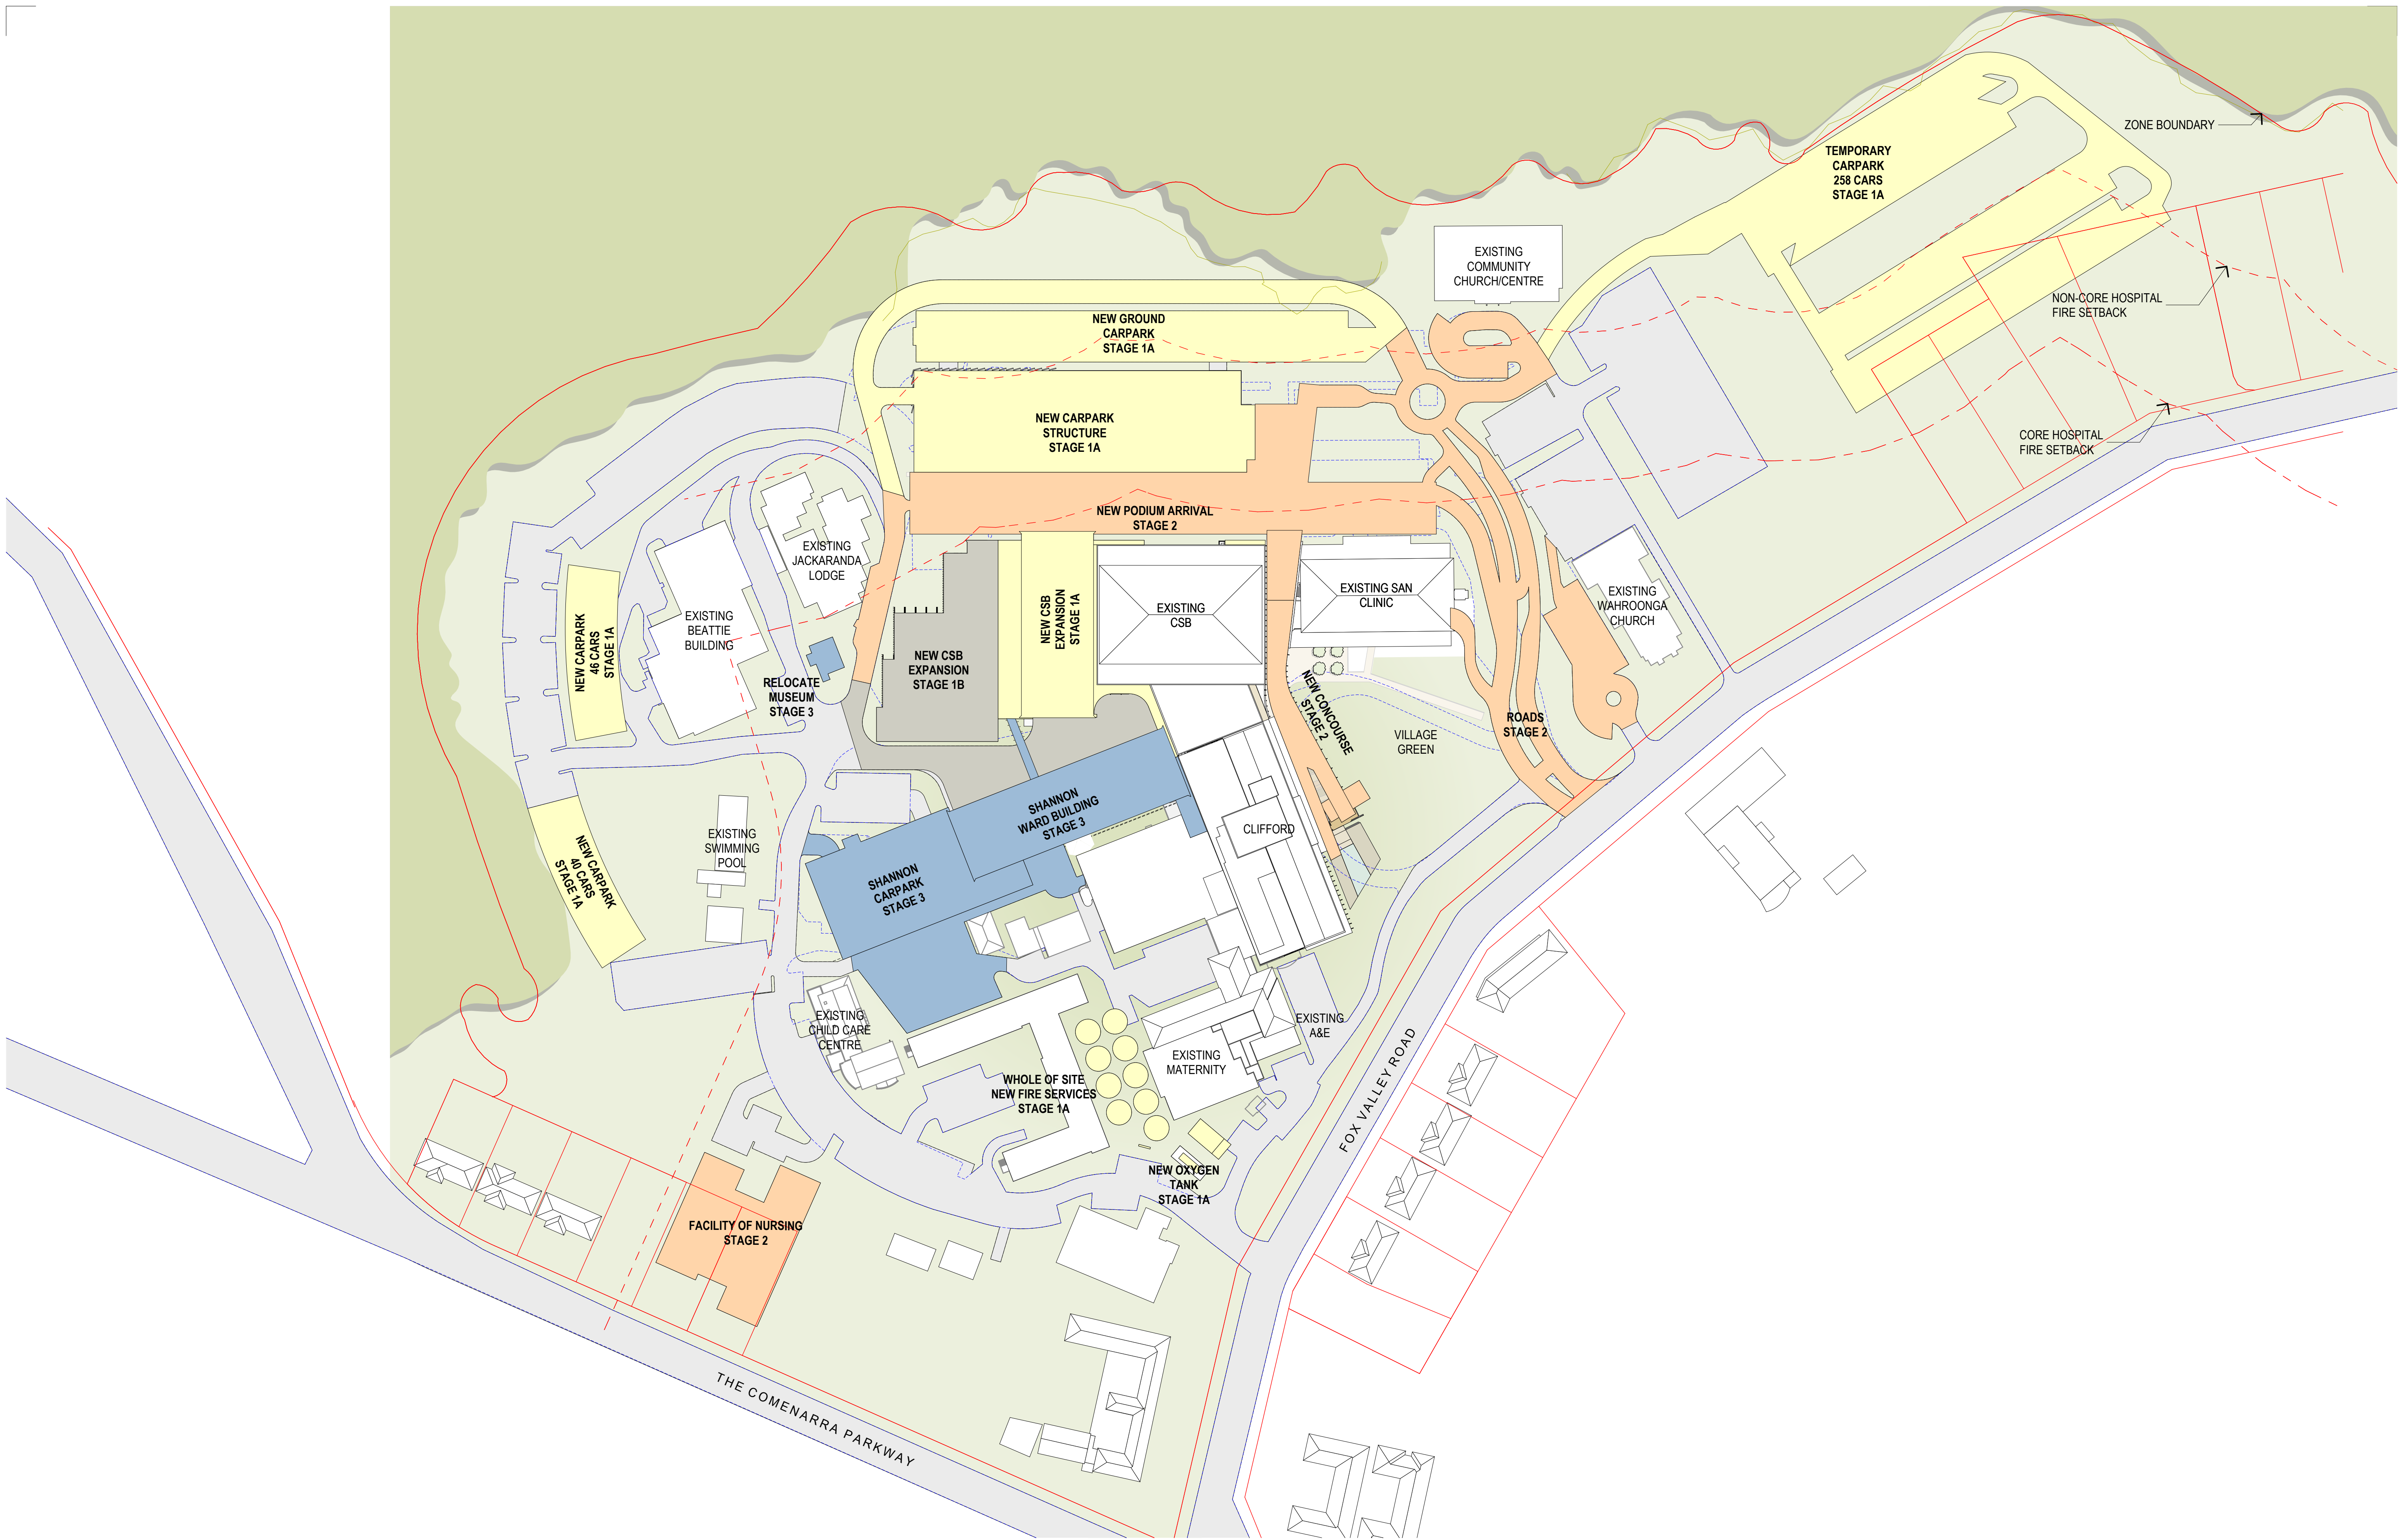 ZONE BOUNDARY
TEMPORARY
CARPARK
258 CARS
STAGE 1A
EXISTING
COMMUNITY
CHURCH/CENTRE
NON-CORE HOSPITAL
FIRE SETBACK
NEW GROUND
CARPARK
STAGE 1A
NEW CARPARK
STRUCTURE
STAGE 1A
CORE HOSPITAL
FIRE SETBACK
NEW PODIUM ARRIVAL
STAGE 2
EXISTING
JACKARANDA
LODGE
EXISTING
BEATTIE
BUILDING
NEW CARPARK
46 CARS
STAGE 1A
NEW CSB
EXPANSION
STAGE 1B
NEW CSB
EXPANSION
STAGE 1A
EXISTING
CSB
EXISTING SAN
CLINIC
EXISTING
WAHROONGA
CHURCH
RELOCATE
MUSEUM
STAGE 3
NEW CONCOURSE
STAGE 2
VILLAGE
GREEN
ROADS
STAGE 2
SHANNON
WARD BUILDING
STAGE 3
CLIFFORD
EXISTING
SWIMMING
POOL
NEW CARPARK
40 CARS
STAGE 1A
SHANNON
CARPARK
STAGE 3
EXISTING
CHILD CARE
CENTRE
EXISTING
A&E
EXISTING
MATERNITY
WHOLE OF SITE
NEW FIRE SERVICES
STAGE 1A
FOX VALLEY ROAD
NEW OXYGEN
TANK
STAGE 1A
FACILITY OF NURSING
STAGE 2
THE COMENARRA PARKWAY